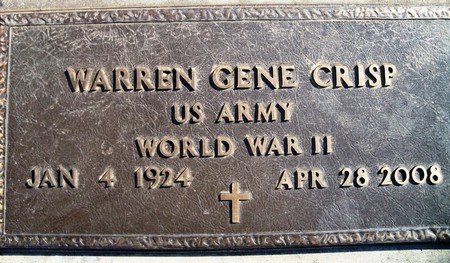 WARREN GENE CRISP
US ARMY
WORLD WAR II
JAN 4 1924 APR 28 2008